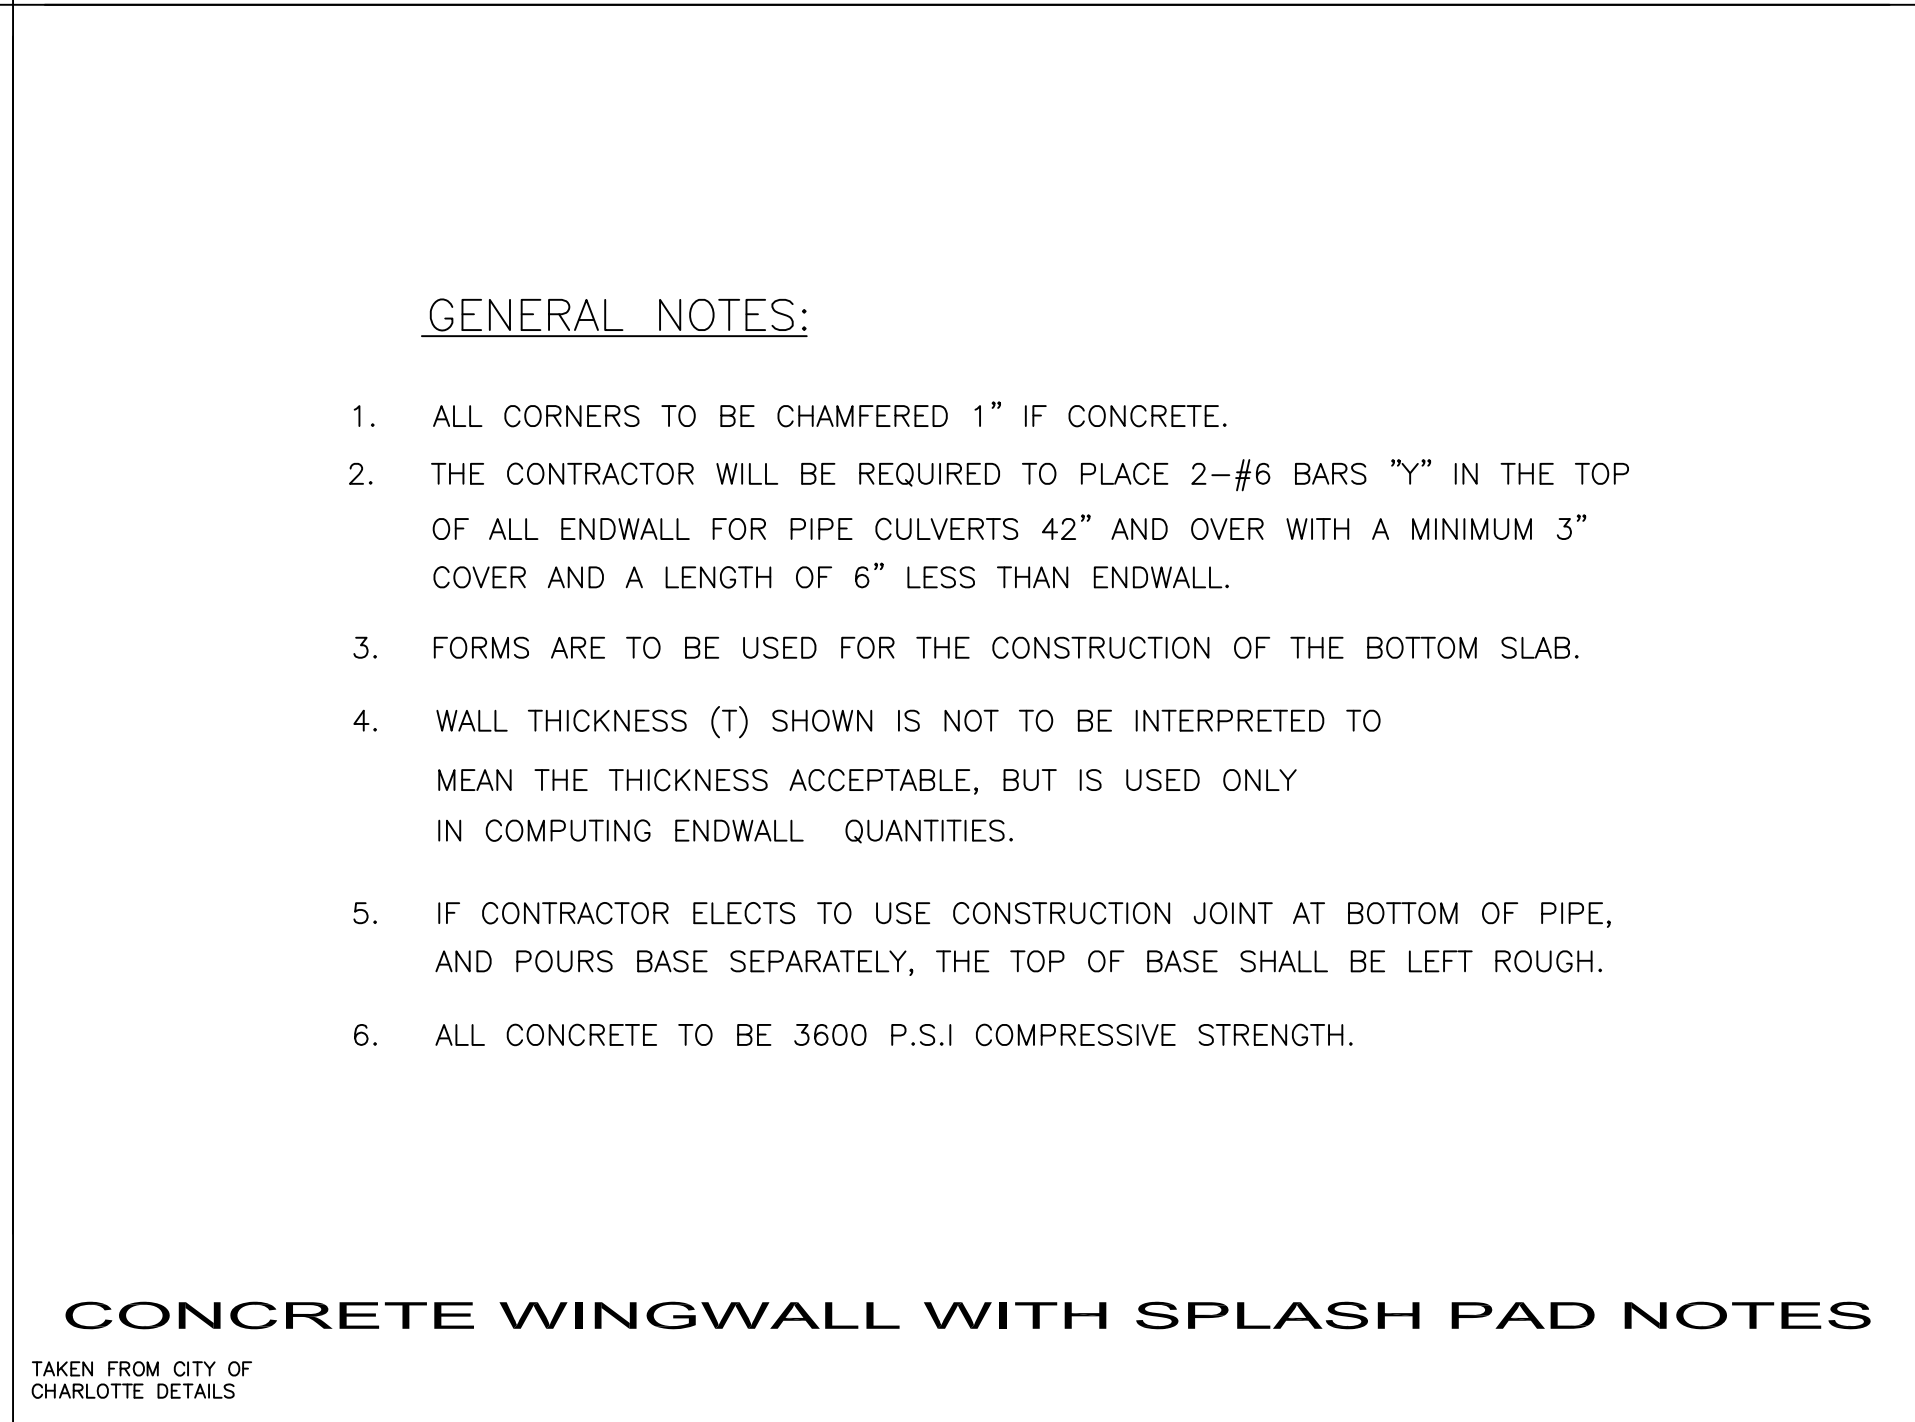 GENERAL NOTES:
1. ALL CORNERS TO BE CHAMFERED 1" IF CONCRETE.
2. THE CONTRACTOR WILL BE REQUIRED TO PLACE 2-#6 BARS "Y" IN THE TOP
OF ALL ENDWALL FOR PIPE CULVERTS 42" AND OVER WITH A MINIMUM 3"
COVER AND A LENGTH OF 6" LESS THAN ENDWALL.
3. FORMS ARE TO BE USED FOR THE CONSTRUCTION OF THE BOTTOM SLAB.
4. WALL THICKNESS (T) SHOWN IS NOT TO BE INTERPRETED TO
MEAN THE THICKNESS ACCEPTABLE, BUT IS USED ONLY
IN COMPUTING ENDWALL QUANTITIES.
5. IF CONTRACTOR ELECTS TO USE CONSTRUCTION JOINT AT BOTTOM OF PIPE,
AND POURS BASE SEPARATELY, THE TOP OF BASE SHALL BE LEFT ROUGH.
6. ALL CONCRETE TO BE 3600 P.S.I COMPRESSIVE STRENGTH.
CONCRETE WINGWALL WITH SPLASH PAD NOTES
TAKEN FROM CITY OF
CHARLOTTE DETAILS